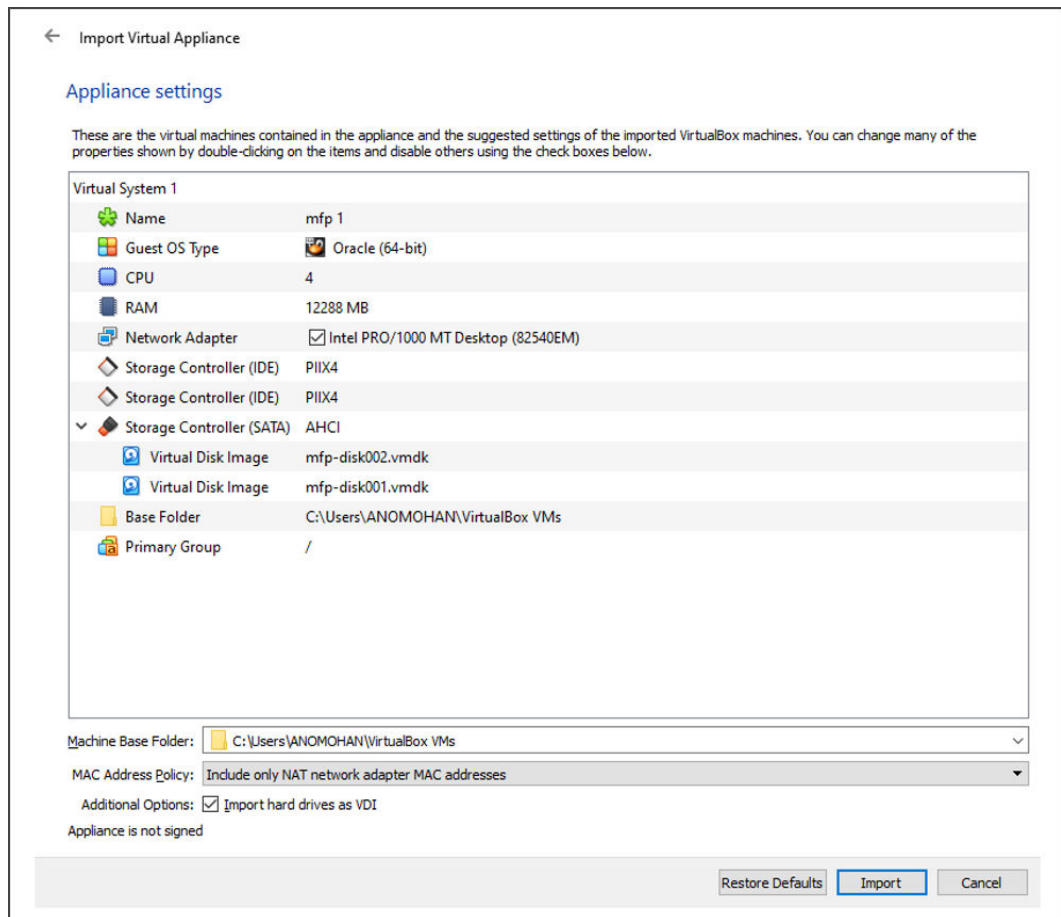 Import Virtual Appliance
Appliance settings
These are the virtual machines contained in the appliance and the suggested settings of the imported VirtualBox machines. You can change many of the
properties shown by double-clicking on the items and disable others using the check boxes below.
Virtual System 1
Name mfp 1
Guest OS Type Oracle (64-bit)
CPU 4
RAM 12288 MB
Network Adapter Intel PRO/1000 MT Desktop (82540EM)
Storage Controller (IDE) PIIX4
Storage Controller (IDE) PIIX4
Storage Controller (SATA) AHCI
Virtual Disk Image mfp-disk002.vmdk
Virtual Disk Image mfp-disk001.vmdk
Base Folder C:\Users\ANOMOHAN\VirtualBox VMs
Primary Group /
Machine Base Folder: C:\Users\ANOMOHAN\VirtualBox VMs
MAC Address Policy: Include only NAT network adapter MAC addresses
Additional Options: Import hard drives as VDI
Appliance is not signed
Restore Defaults Import Cancel